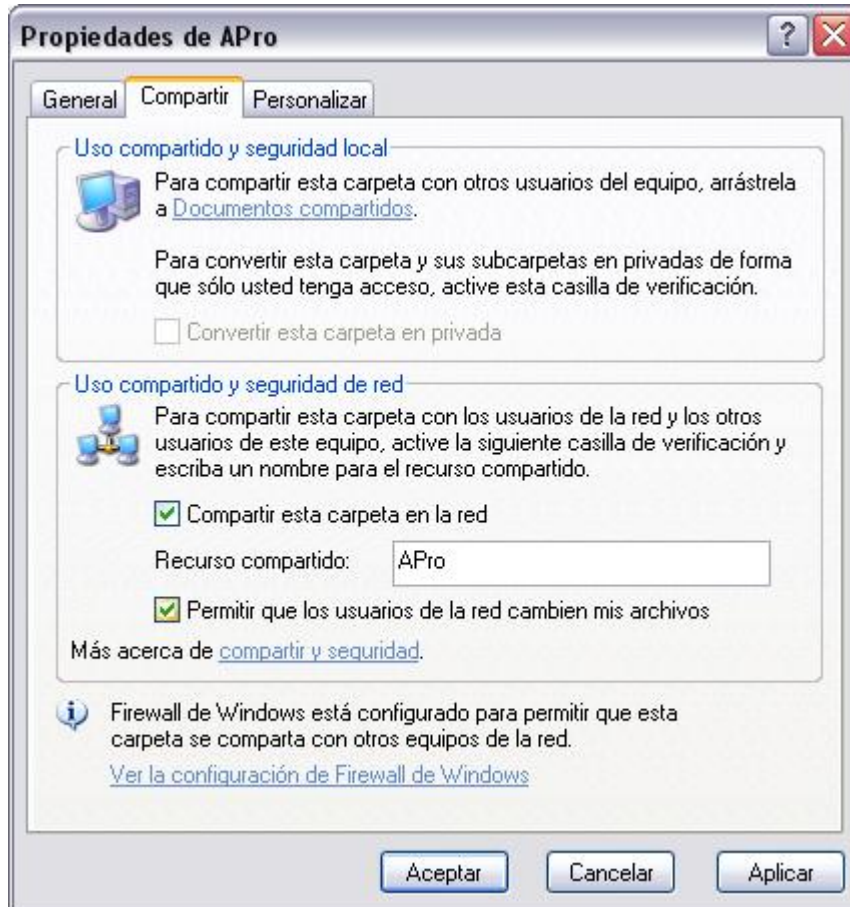 Propiedades de APro
General
Compartir
Personalizar
Uso compartido y seguridad local
Para compartir esta carpeta con otros usuarios del equipo, arrástrela
a Documentos compartidos.
Para convertir esta carpeta y sus subcarpetas en privadas de forma
que sólo usted tenga acceso, active esta casilla de verificación.
Convertir esta carpeta en privada
Uso compartido y seguridad de red
Para compartir esta carpeta con los usuarios de la red y los otros
usuarios de este equipo, active la siguiente casilla de verificación y
escriba un nombre para el recurso compartido.
Compartir esta carpeta en la red
Recurso compartido: APro
Permitir que los usuarios de la red cambien mis archivos
Más acerca de compartir y seguridad.
Firewall de Windows está configurado para permitir que esta
carpeta se comparta con otros equipos de la red.
Ver la configuración de Firewall de Windows
Aceptar
Cancelar
Aplicar